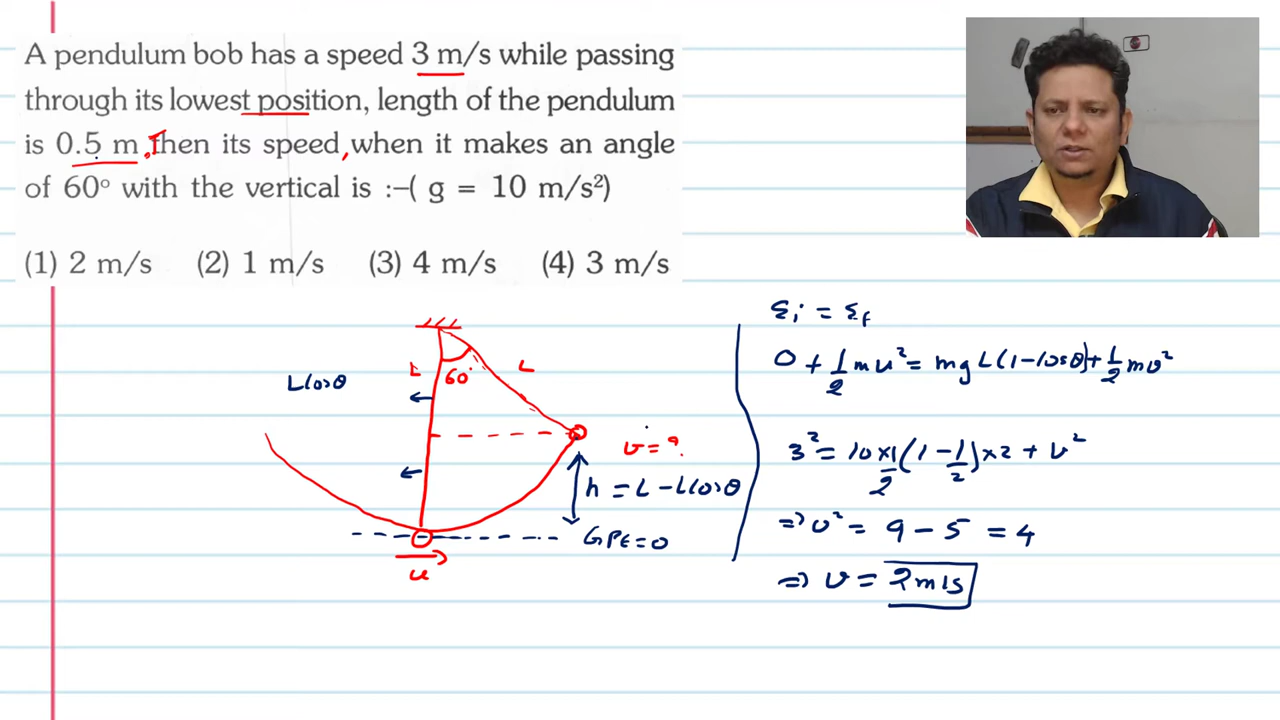 A pendulum bob has a speed 3 m/s while passing
through its lowest position, length of the pendulum
is 0.5 m, Then its speed, when it makes an angle
of 60° with the vertical is :–( g = 10 m/s²)
(1) 2 m/s (2) 1 m/s (3) 4 m/s (4) 3 m/s
L
60°
L
Lcosθ
v = ?
h = L - Lcosθ
GPE = 0
u
Σi = Σf
0 + 1/2 mu² = mgL(1-cosθ) + 1/2 mv²
3² = 10×1/2 (1 - 1/2)×2 + v²
⇒ v² = 9 - 5 = 4
⇒ v = 2m/s